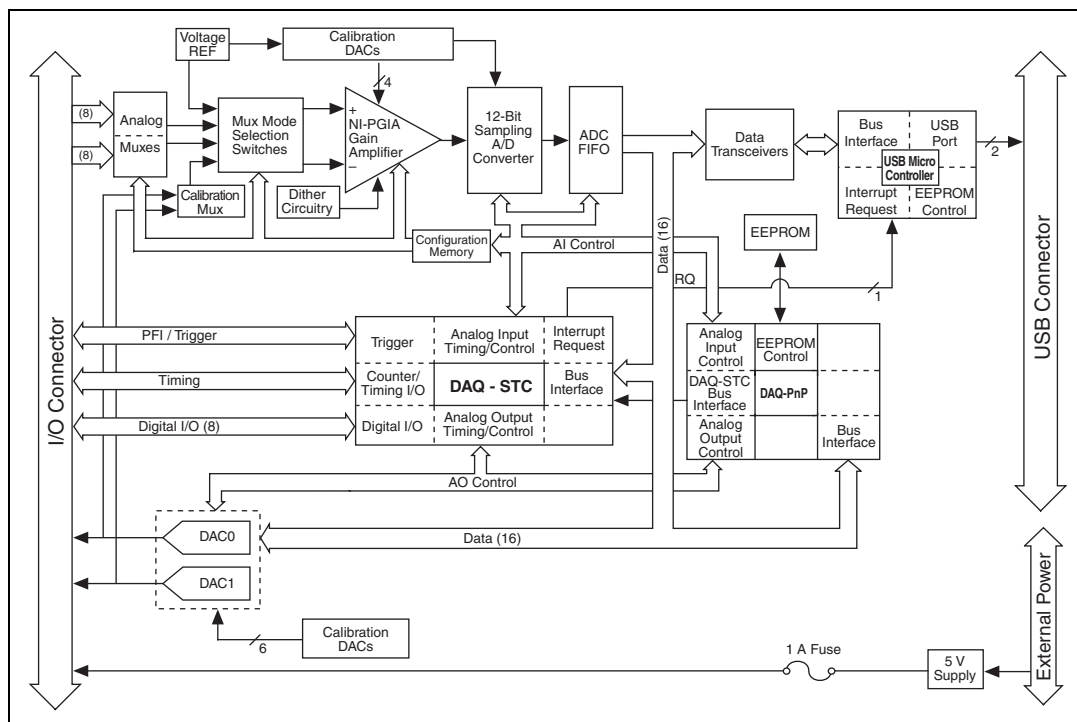 Voltage
REF
Calibration
DACs
4
(8)
(8)
Analog
Muxes
Mux Mode
Selection
Switches
+
NI-PGIA
Gain
Amplifier
–
12-Bit
Sampling
A/D
Converter
ADC
FIFO
Data
Transceivers
Bus
Interface
USB
Port
USB Micro
Controller
Interrupt
Request
EEPROM
Control
2
Calibration
Mux
Dither
Circuitry
Configuration
Memory
AI Control
Data (16)
EEPROM
RQ
1
I/O Connector
USB Connector
PFI / Trigger
Timing
Digital I/O (8)
Trigger
Analog Input
Timing/Control
Interrupt
Request
Counter/
Timing I/O
DAQ - STC
Bus
Interface
Digital I/O
Analog Output
Timing/Control
Analog
Input
Control
EEPROM
Control
DAQ-STC
Bus
Interface
DAQ-PnP
Analog
Output
Control
Bus
Interface
AO Control
DAC0
Data (16)
DAC1
6
Calibration
DACs
1 A Fuse
5 V
Supply
External Power